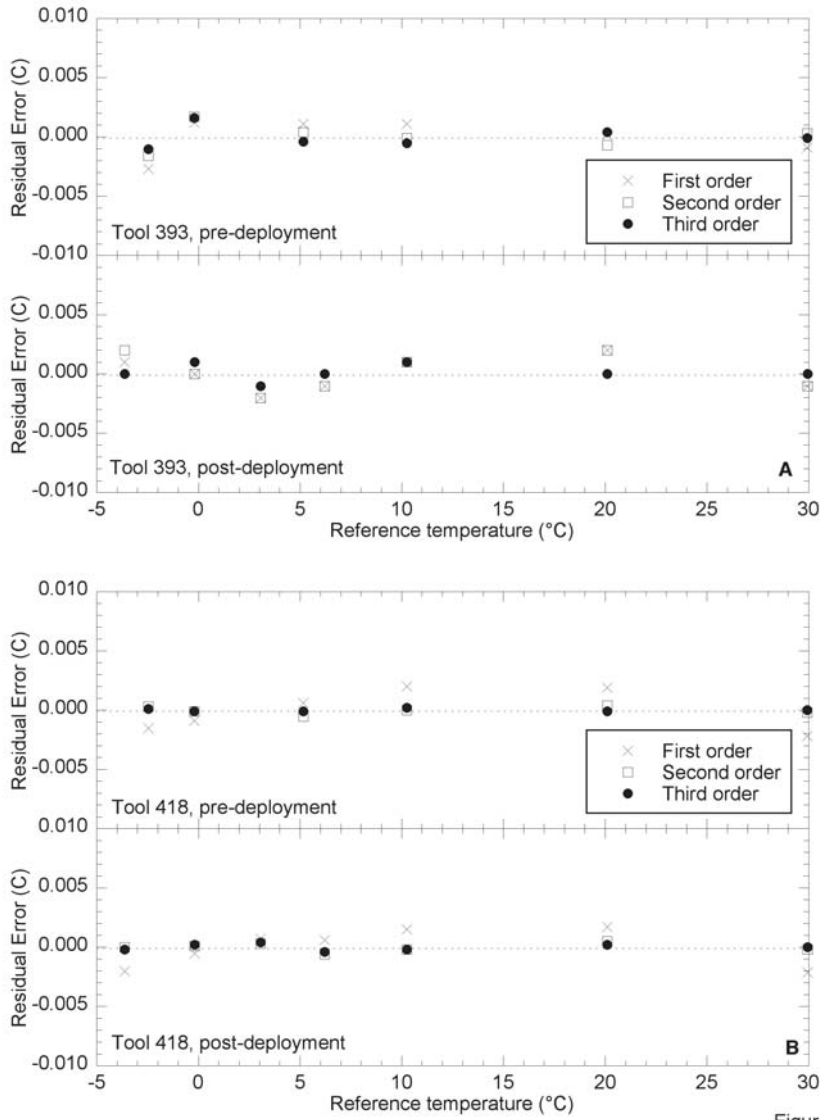 0.010
0.005
0.000
-0.005
-0.010
Residual Error (C)
First order
Second order
Third order
Tool 393, pre-deployment
0.005
0.000
-0.005
-0.010
Residual Error (C)
Tool 393, post-deployment
A
-5 0 5 10 15 20 25 30
Reference temperature (°C)
0.010
0.005
0.000
-0.005
0.010
Residual Error (C)
First order
Second order
Third order
Tool 418, pre-deployment
0.005
0.000
-0.005
-0.010
Residual Error (C)
Tool 418, post-deployment
B
-5 0 5 10 15 20 25 30
Reference temperature (°C)